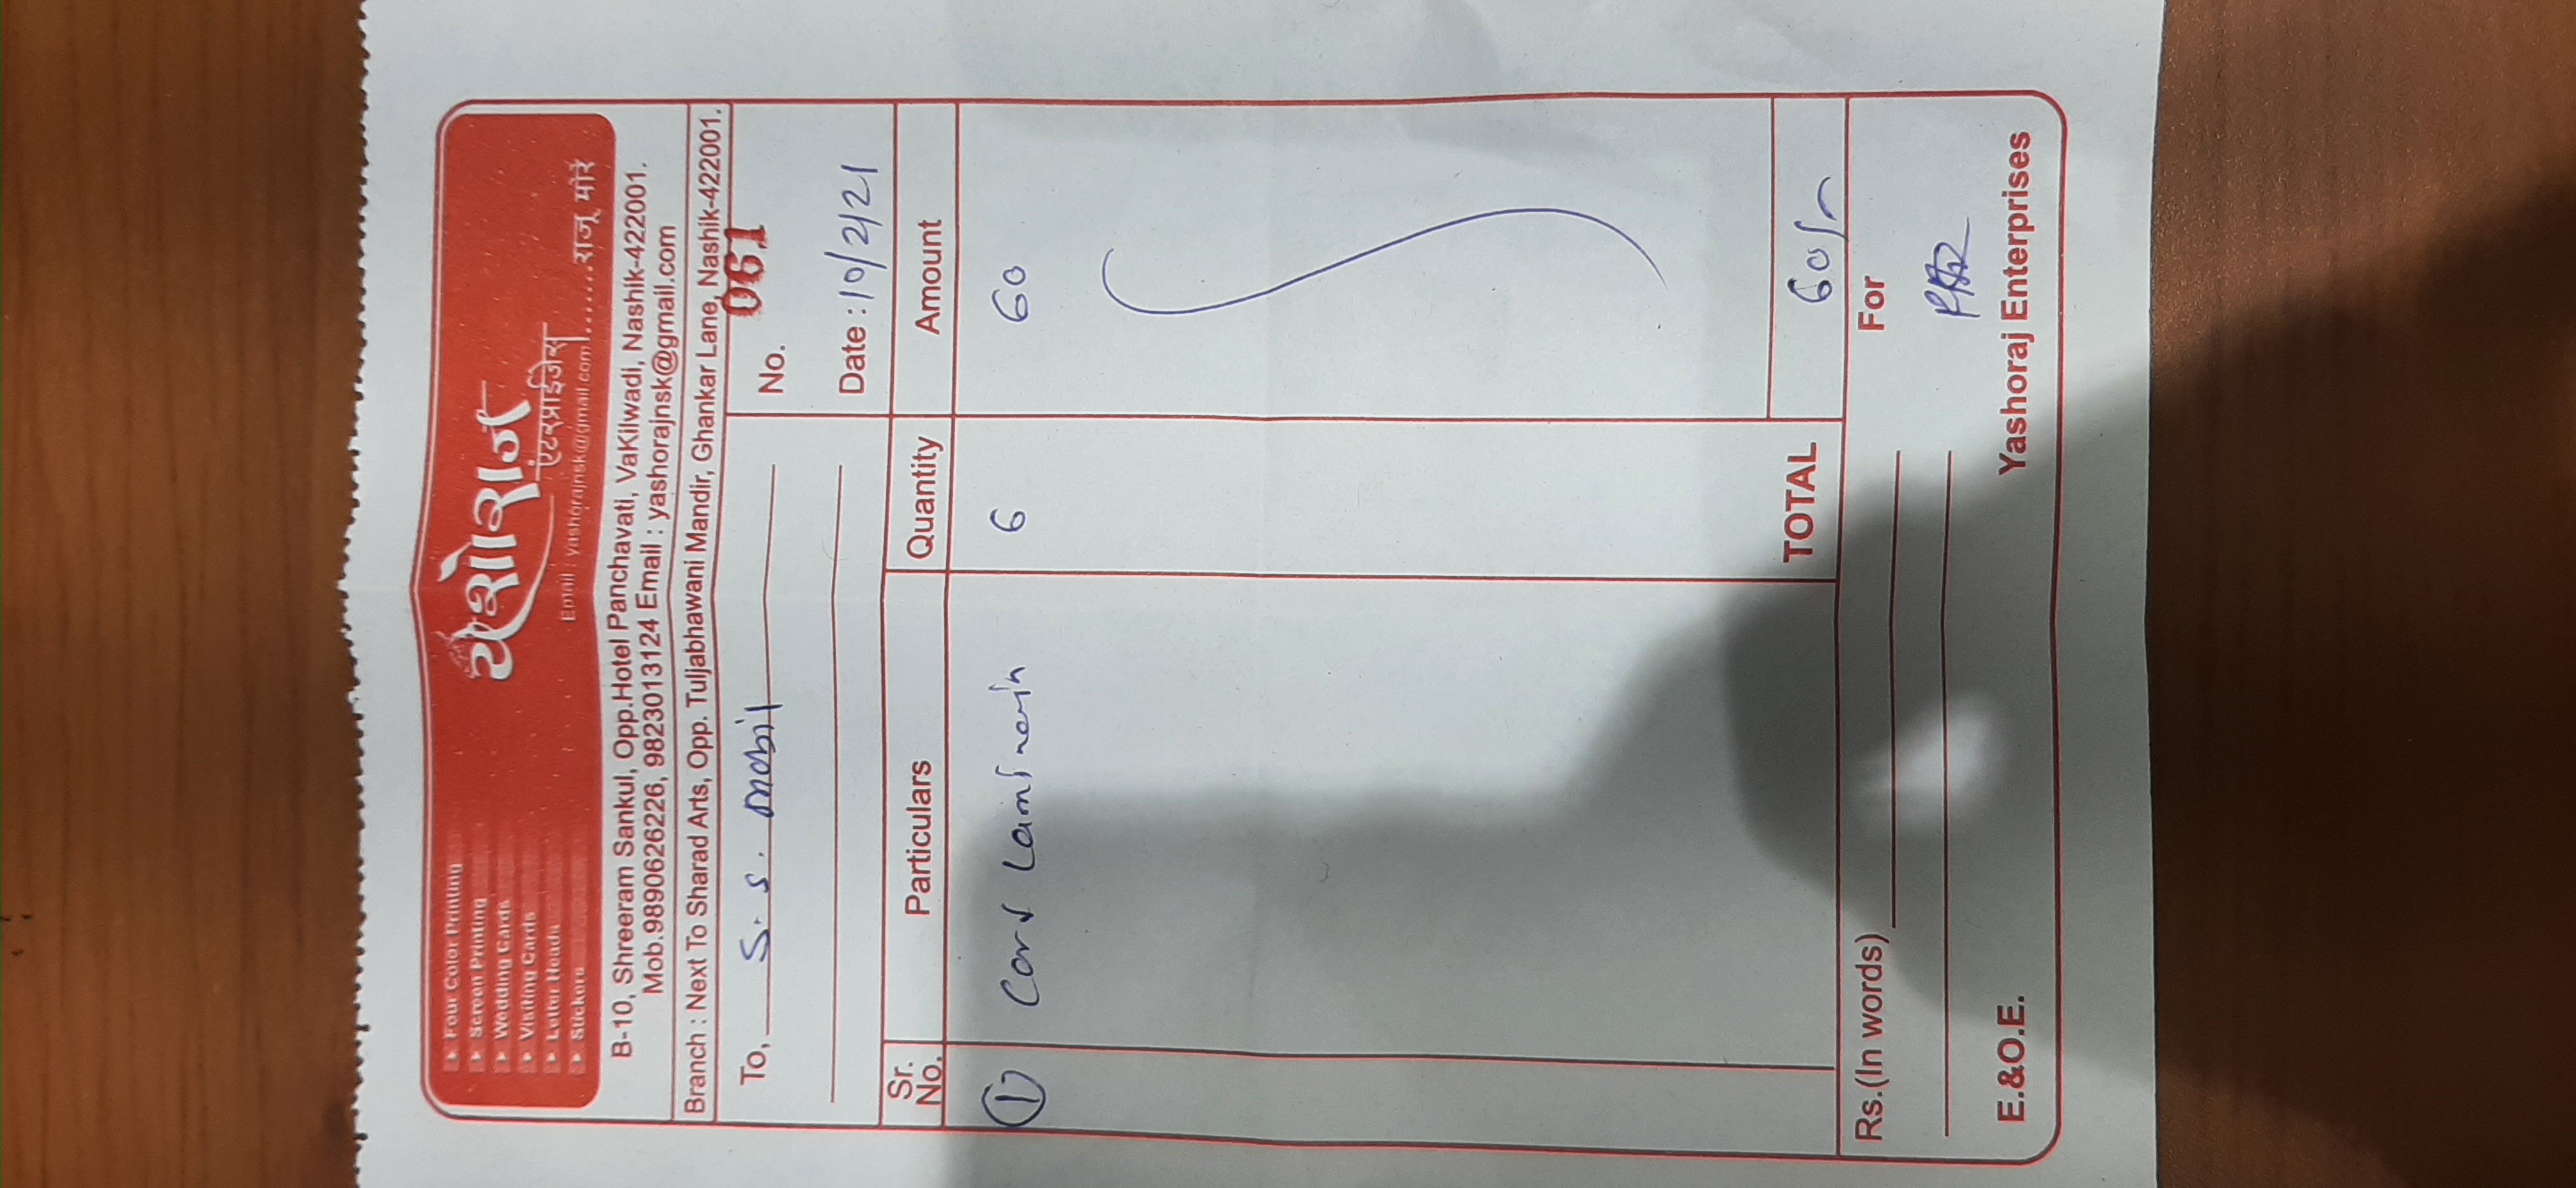 ▸ Four Color Printing
▸ Screen Printing
▸ Wedding Cards
▸ Visiting Cards
▸ Letter Heads
▸ Stickers
यशोराज
एंटरप्राईजेस
Email : yashorajnsk@gmail.com
.......राजू मोरे
B-10, Shreeram Sankul, Opp.Hotel Panchavati, VaKilwadi, Nashik-422001.
Mob.9890626226, 9823013124 Email : yashorajnsk@gmail.com
Branch : Next To Sharad Arts, Opp. Tuljabhawani Mandir, Ghankar Lane, Nashik-422001.
To, S. S. mobil
No. 061
Date : 10/2/21
Sr. No. Particulars Quantity Amount
1 Card 6 60
TOTAL 60/-
Rs.(In words)
For
E.&O.E. Yashoraj Enterprises